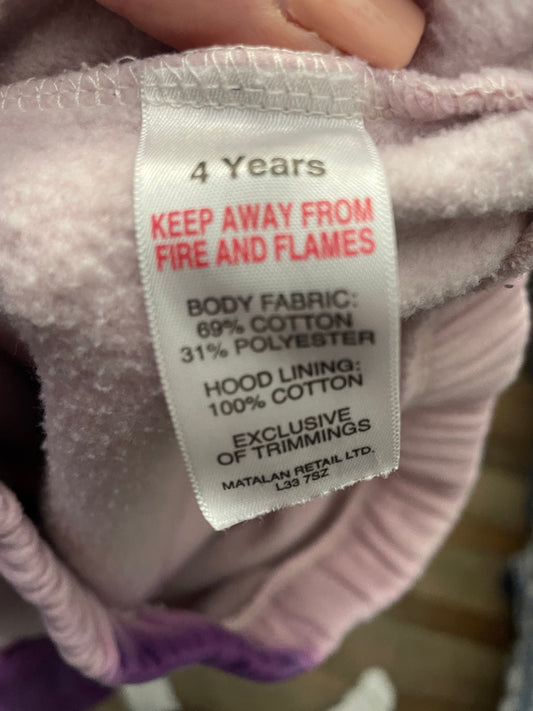 4 Years
KEEP AWAY FROM
FIRE AND FLAMES
BODY FABRIC:
69% COTTON
31% POLYESTER
HOOD LINING:
100% COTTON
EXCLUSIVE
OF TRIMMINGS
MATALAN RETAIL LTD.
L33 7SZ